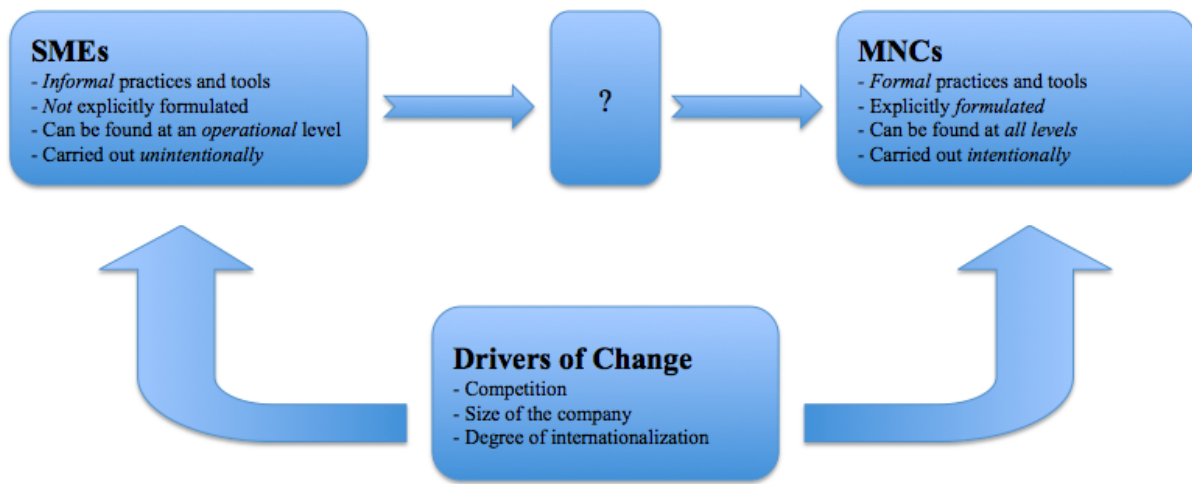 SMEs
- Informal practices and tools
- Not explicitly formulated
- Can be found at an operational level
- Carried out unintentionally
?
MNCs
- Formal practices and tools
- Explicitly formulated
- Can be found at all levels
- Carried out intentionally
Drivers of Change
- Competition
- Size of the company
- Degree of internationalization